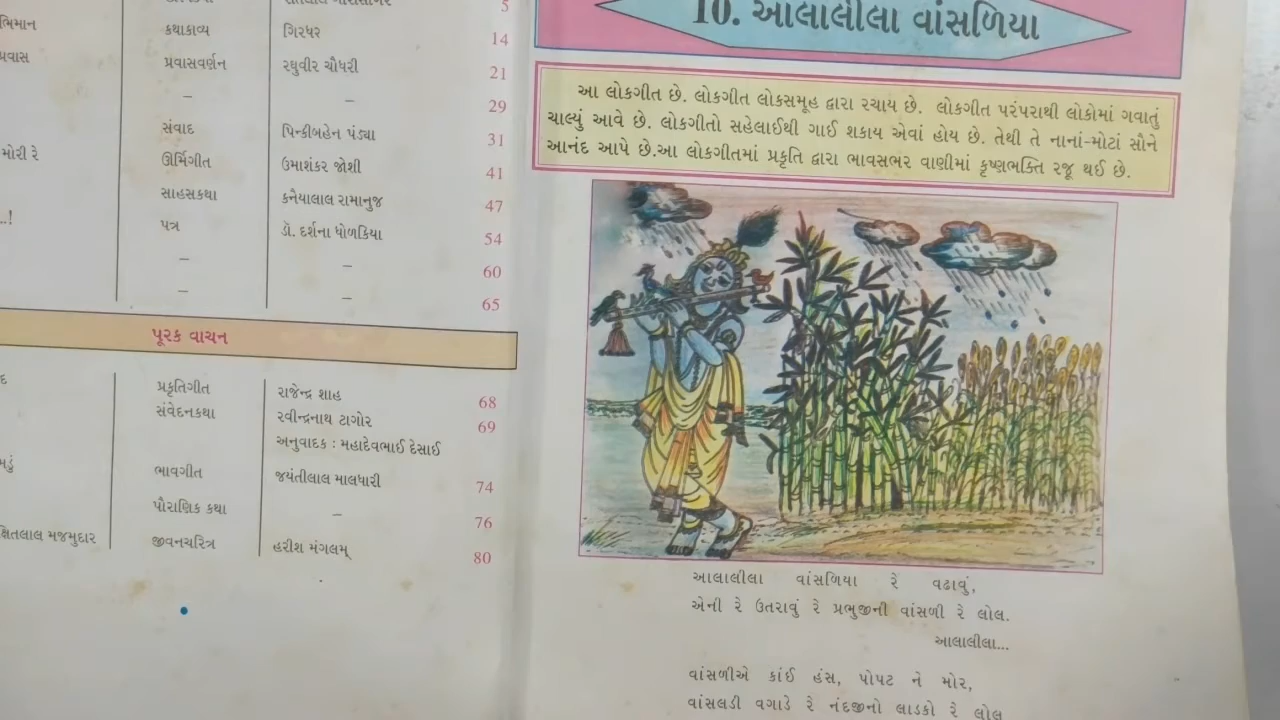 5
ભિમાન કથાકાવ્ય ગિરધર 14
પ્રવાસ પ્રવાસવર્ણન રઘુવીર ચૌધરી 21
– – 29
સંવાદ પિન્કીબહેન પંડ્યા 31
મોરી રે ઊર્મિગીત ઉમાશંકર જોશી 41
સાહસકથા કનૈયાલાલ રામાનુજ 47
..! પત્ર ડૉ. દર્શના ધોળકિયા 54
– – 60
– – 65
પૂરક વાચન
પ્રકૃતિગીત રાજેન્દ્ર શાહ 68
સંવેદનકથા રવીન્દ્રનાથ ટાગોર 69
અનુવાદક : મહાદેવભાઈ દેસાઈ
ભાવગીત જયંતીલાલ માલધારી 74
પૌરાણિક કથા – 76
ક્ષિતલાલ મજમુદાર જીવનચરિત્ર હરીશ મંગલમ્ 80
10. આલાલીલા વાંસળિયા
આ લોકગીત છે. લોકગીત લોકસમૂહ દ્વારા રચાય છે. લોકગીત પરંપરાથી લોકોમાં ગવાતું
ચાલ્યું આવે છે. લોકગીતો સહેલાઈથી ગાઈ શકાય એવાં હોય છે. તેથી તે નાનાં-મોટાં સૌને
આનંદ આપે છે.આ લોકગીતમાં પ્રકૃતિ દ્વારા ભાવસભર વાણીમાં કૃષ્ણભક્તિ રજૂ થઈ છે.
આલાલીલા વાંસળિયા રે વઢાવું,
એની રે ઉતરાવું રે પ્રભુજીની વાંસળી રે લોલ.
આલાલીલા...
વાંસળીએ કાંઈ હંસ, પોપટ ને મોર,
વાંસલડી વગાડે રે નંદજીનો લાડકો રે લોલ